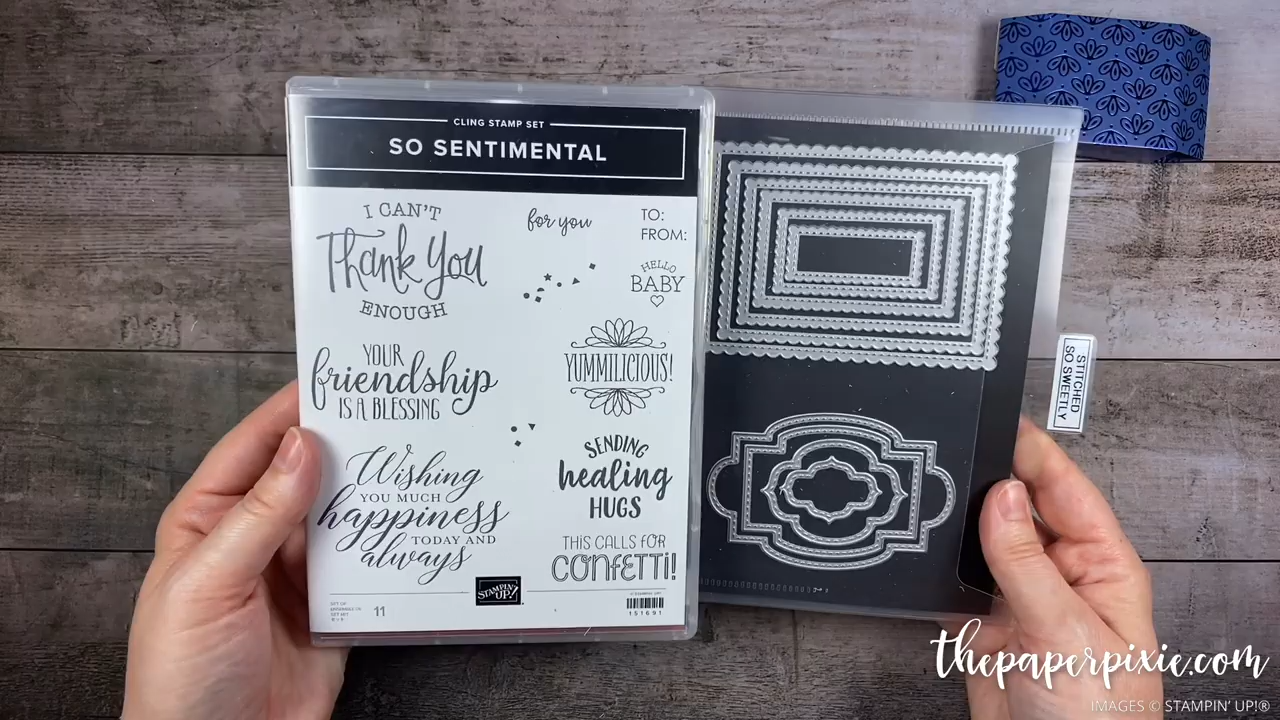 CLING STAMP SET
SO SENTIMENTAL
I CAN'T
Thank You
ENOUGH
for you
TO:
FROM:
HELLO
BABY
YOUR
friendship
IS A BLESSING
YUMMILICIOUS!
Wishing
YOU MUCH
happiness
TODAY AND
always
SENDING
healing
HUGS
THIS CALLS FOR
CONFETTI!
STAMPIN' UP!
11
151691
STITCHED
SO SWEETLY
thepaperpixie.com
IMAGES © STAMPIN' UP!®